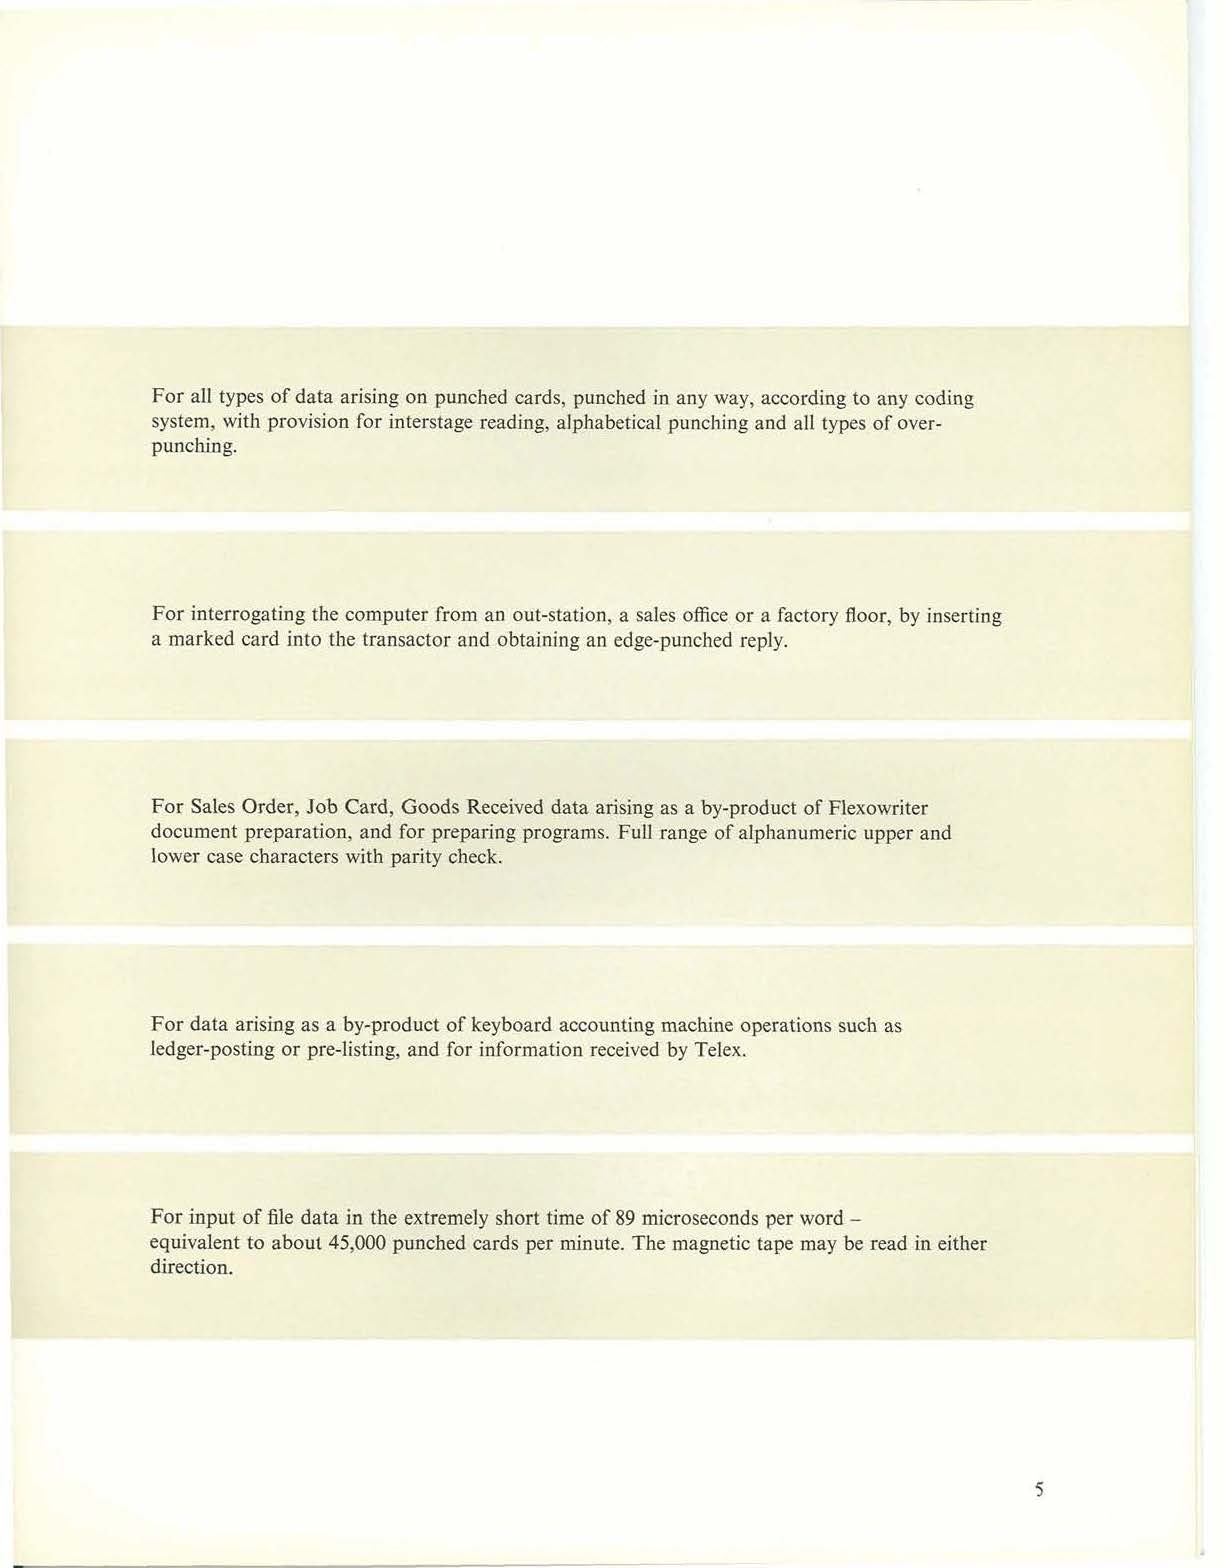 For all types of data arising on punched cards, punched in any way, according to any coding
system, with provision for interstage reading, alphabetical punching and all types of over-
punching.
For interrogating the computer from an out-station, a sales office or a factory floor, by inserting
a marked card into the transactor and obtaining an edge-punched reply.
For Sales Order, Job Card, Goods Received data arising as a by-product of Flexowriter
document preparation, and for preparing programs. Full range of alphanumeric upper and
lower case characters with parity check.
For data arising as a by-product of keyboard accounting machine operations such as
ledger-posting or pre-listing, and for information received by Telex.
For input of file data in the extremely short time of 89 microseconds per word –
equivalent to about 45,000 punched cards per minute. The magnetic tape may be read in either
direction.
5